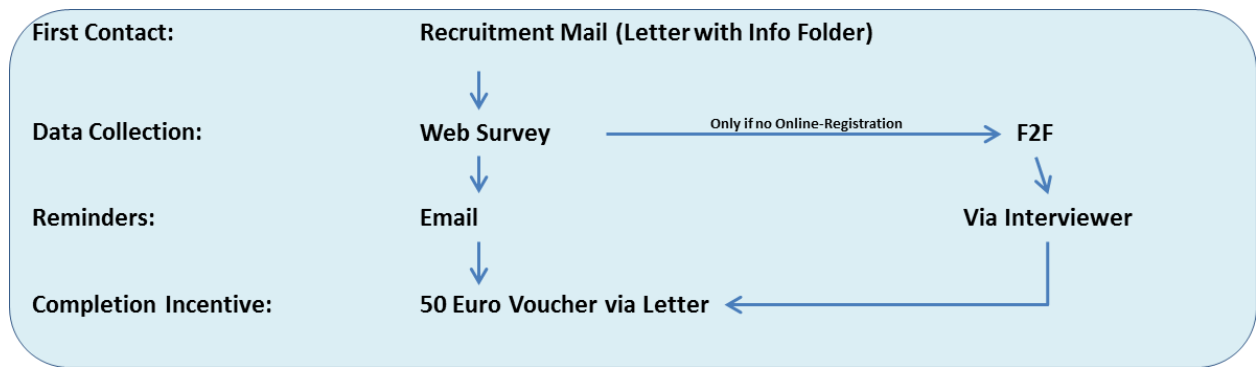 First Contact: Recruitment Mail (Letter with Info Folder)
Data Collection: Web Survey Only if no Online-Registration F2F
Reminders: Email Via Interviewer
Completion Incentive: 50 Euro Voucher via Letter